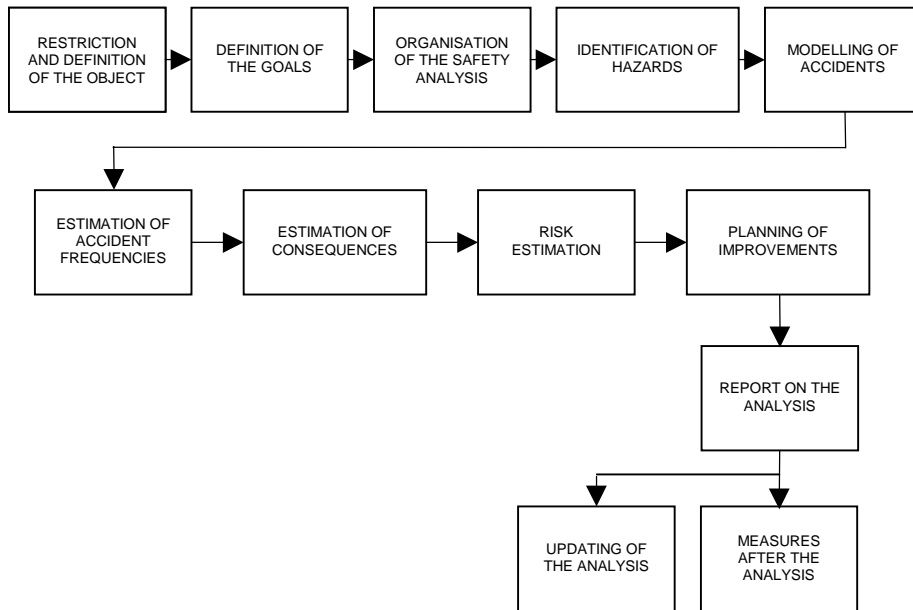 RESTRICTION
AND DEFINITION
OF THE OBJECT
DEFINITION OF
THE GOALS
ORGANISATION
OF THE SAFETY
ANALYSIS
IDENTIFICATION OF
HAZARDS
MODELLING OF
ACCIDENTS
ESTIMATION OF
ACCIDENT
FREQUENCIES
ESTIMATION OF
CONSEQUENCES
RISK
ESTIMATION
PLANNING OF
IMPROVEMENTS
REPORT ON THE
ANALYSIS
UPDATING OF
THE ANALYSIS
MEASURES
AFTER THE
ANALYSIS